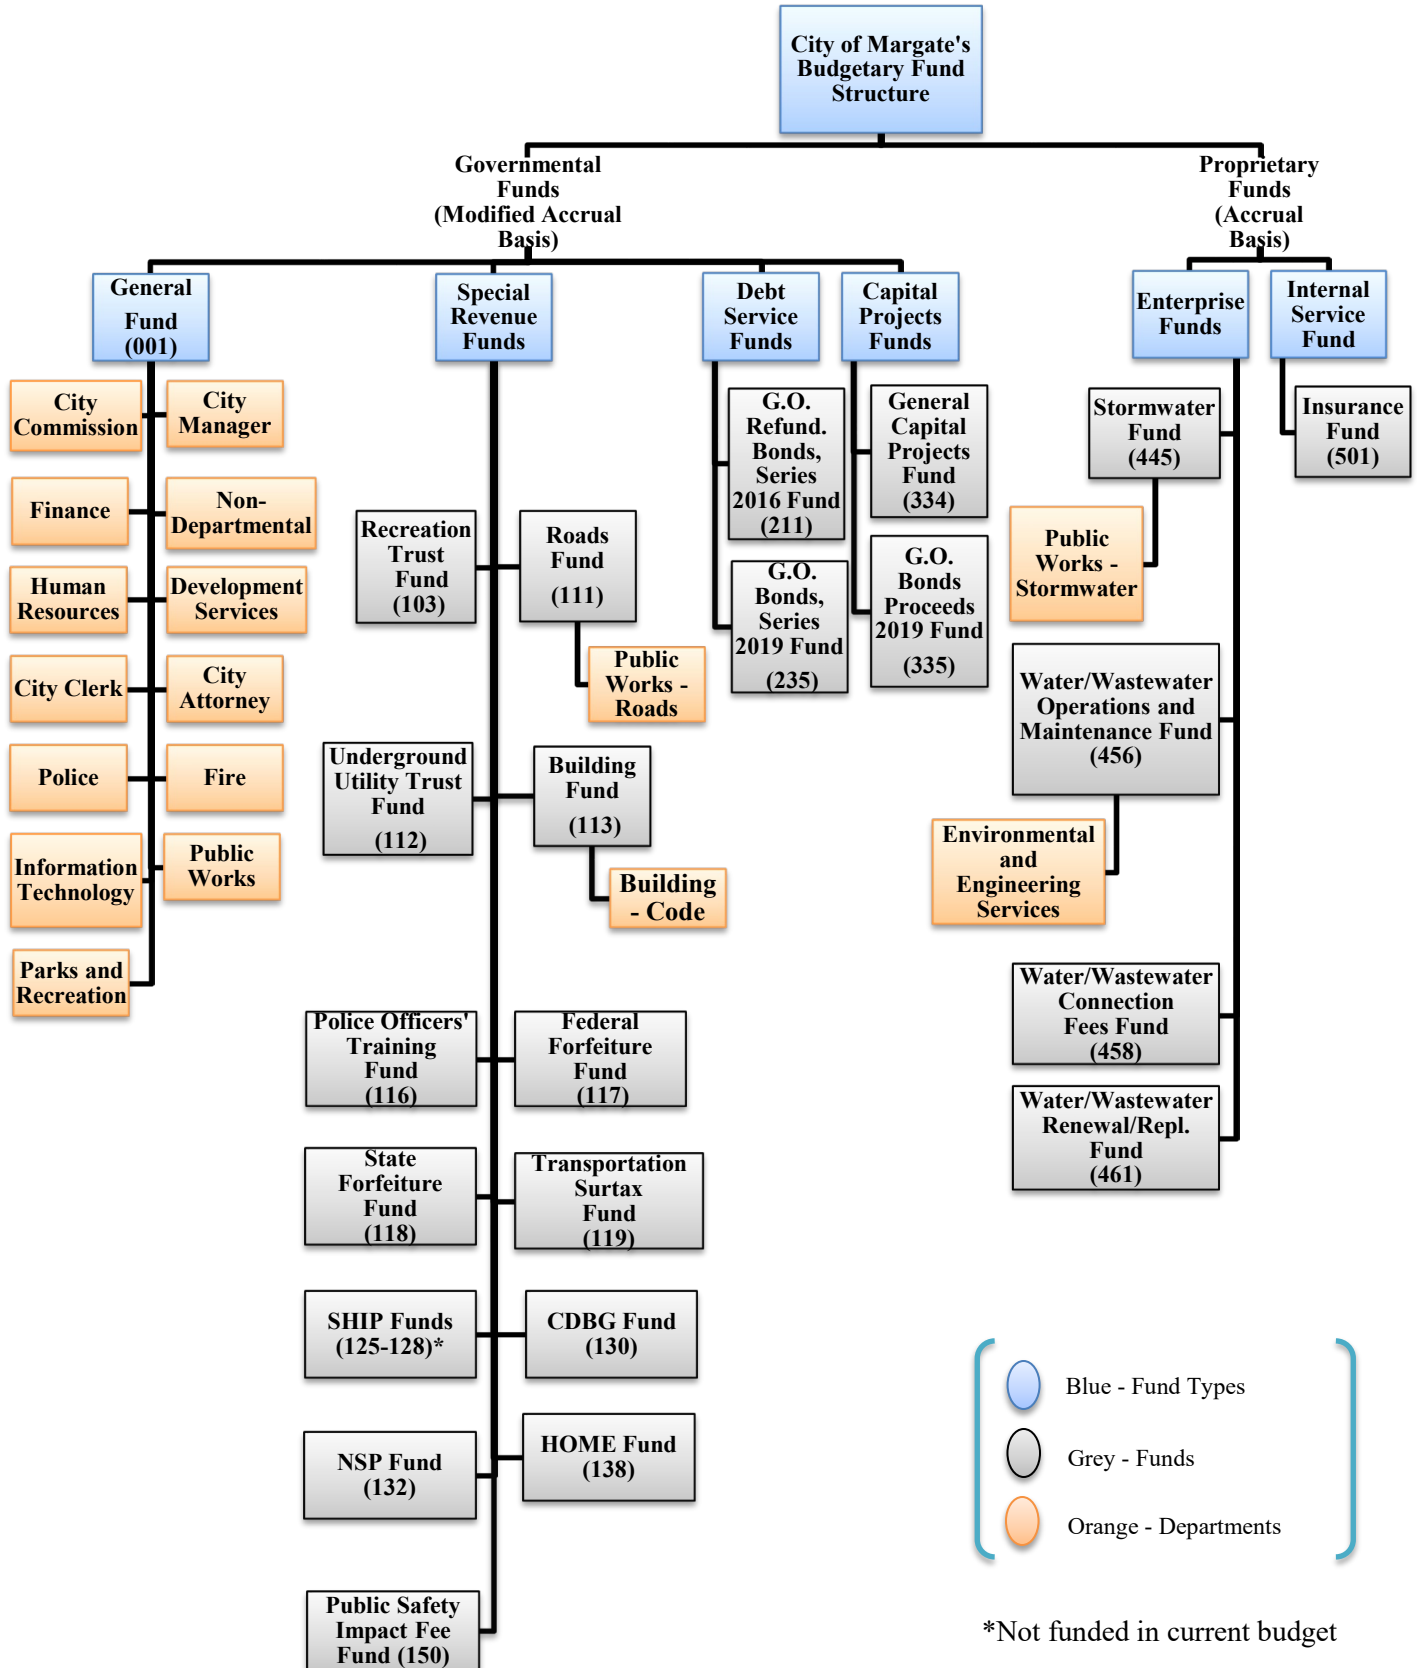 City of Margate's
Budgetary Fund
Structure
Governmental
Funds
(Modified Accrual
Basis)
Proprietary
Funds
(Accrual
Basis)
General
Fund
(001)
Special
Revenue
Funds
Debt
Service
Funds
Capital
Projects
Funds
Enterprise
Funds
Internal
Service
Fund
City
Commission
City
Manager
Finance
Non-
Departmental
Human
Resources
Development
Services
City Clerk
City
Attorney
Police
Fire
Information
Technology
Public
Works
Parks and
Recreation
Recreation
Trust
Fund
(103)
Roads
Fund
(111)
Public
Works -
Roads
Underground
Utility Trust
Fund
(112)
Building
Fund
(113)
Building
- Code
Police Officers'
Training
Fund
(116)
Federal
Forfeiture
Fund
(117)
State
Forfeiture
Fund
(118)
Transportation
Surtax
Fund
(119)
SHIP Funds
(125-128)*
CDBG Fund
(130)
NSP Fund
(132)
HOME Fund
(138)
Public Safety
Impact Fee
Fund (150)
G.O.
Refund.
Bonds,
Series
2016 Fund
(211)
G.O.
Bonds,
Series
2019 Fund
(235)
General
Capital
Projects
Fund
(334)
G.O.
Bonds
Proceeds
2019 Fund
(335)
Stormwater
Fund
(445)
Public
Works -
Stormwater
Water/Wastewater
Operations and
Maintenance Fund
(456)
Environmental
and
Engineering
Services
Water/Wastewater
Connection
Fees Fund
(458)
Water/Wastewater
Renewal/Repl.
Fund
(461)
Insurance
Fund
(501)
Blue - Fund Types
Grey - Funds
Orange - Departments
*Not funded in current budget